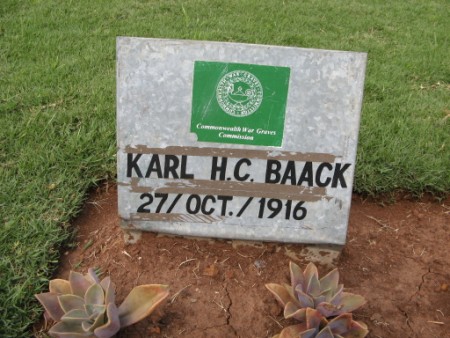 Commonwealth War Graves
Commission
KARL H.C. BAACK
27/OCT./1916